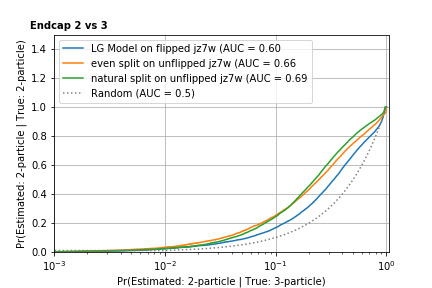 Endcap 2 vs 3
Pr(Estimated: 2-particle | True: 2-particle)
1.4
1.2
1.0
0.8
0.6
0.4
0.2
0.0
LG Model on flipped jz7w (AUC = 0.60
even split on unflipped jz7w (AUC = 0.66
natural split on unflipped jz7w (AUC = 0.69
Random (AUC = 0.5)
10⁻³ 10⁻² 10⁻¹ 10⁰
Pr(Estimated: 2-particle | True: 3-particle)